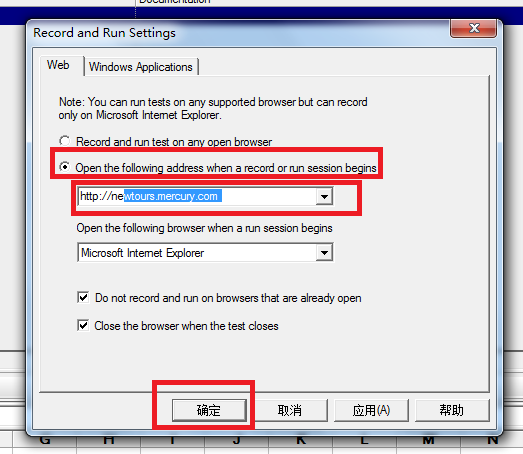 Documentation
Record and Run Settings
Web
Windows Applications
Note: You can run tests on any supported browser but can record
only on Microsoft Internet Explorer.
Record and run test on any open browser
Open the following address when a record or run session begins
http://newtours.mercury.com
Open the following browser when a run session begins
Microsoft Internet Explorer
Do not record and run on browsers that are already open
Close the browser when the test closes
确定
取消
应用(A)
帮助
G H I J K L M N